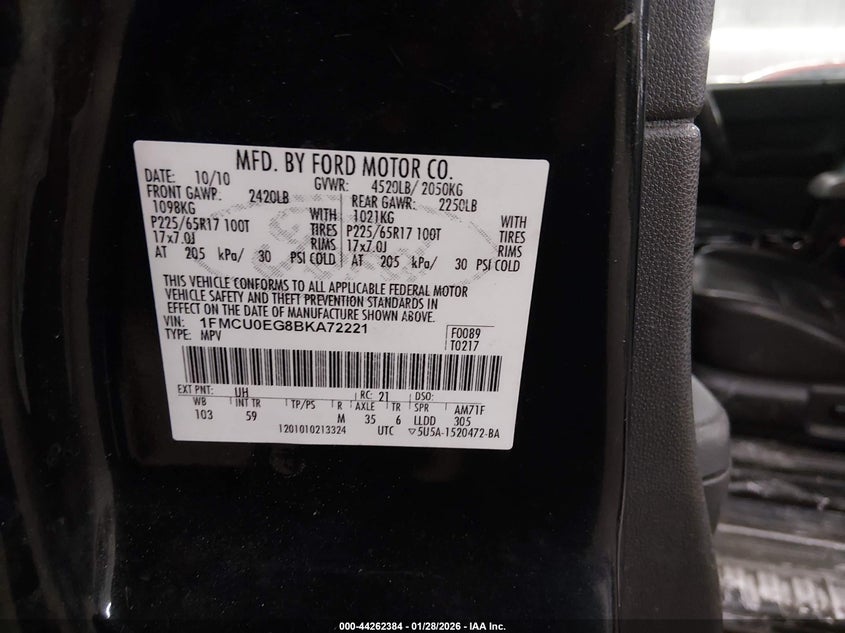 MFD. BY FORD MOTOR CO.
DATE: 10/10 GVWR: 4520LB/ 2050KG
FRONT GAWR: 2420LB REAR GAWR: 2250LB
1098KG WITH 1021KG WITH
P225/65R17 100T TIRES P225/65R17 100T TIRES
17x7.0J RIMS 17x7.0J RIMS
AT 205 kPa/ 30 PSI COLD AT 205 kPa/ 30 PSI COLD
THIS VEHICLE CONFORMS TO ALL APPLICABLE FEDERAL MOTOR
VEHICLE SAFETY AND THEFT PREVENTION STANDARDS IN
EFFECT ON THE DATE OF MANUFACTURE SHOWN ABOVE.
VIN: 1FMCU0EG8BKA72221 F0089
TYPE: MPV T0217
EXT PNT: UH RC: 21 DSO:
WB INT TR TP/PS R AXLE TR SPR AM71F
103 59 M 35 6 LLDD 305
1201010213324 UTC ▽5U5A-1520472-BA
000-44262384 - 01/28/2026 - IAA Inc.